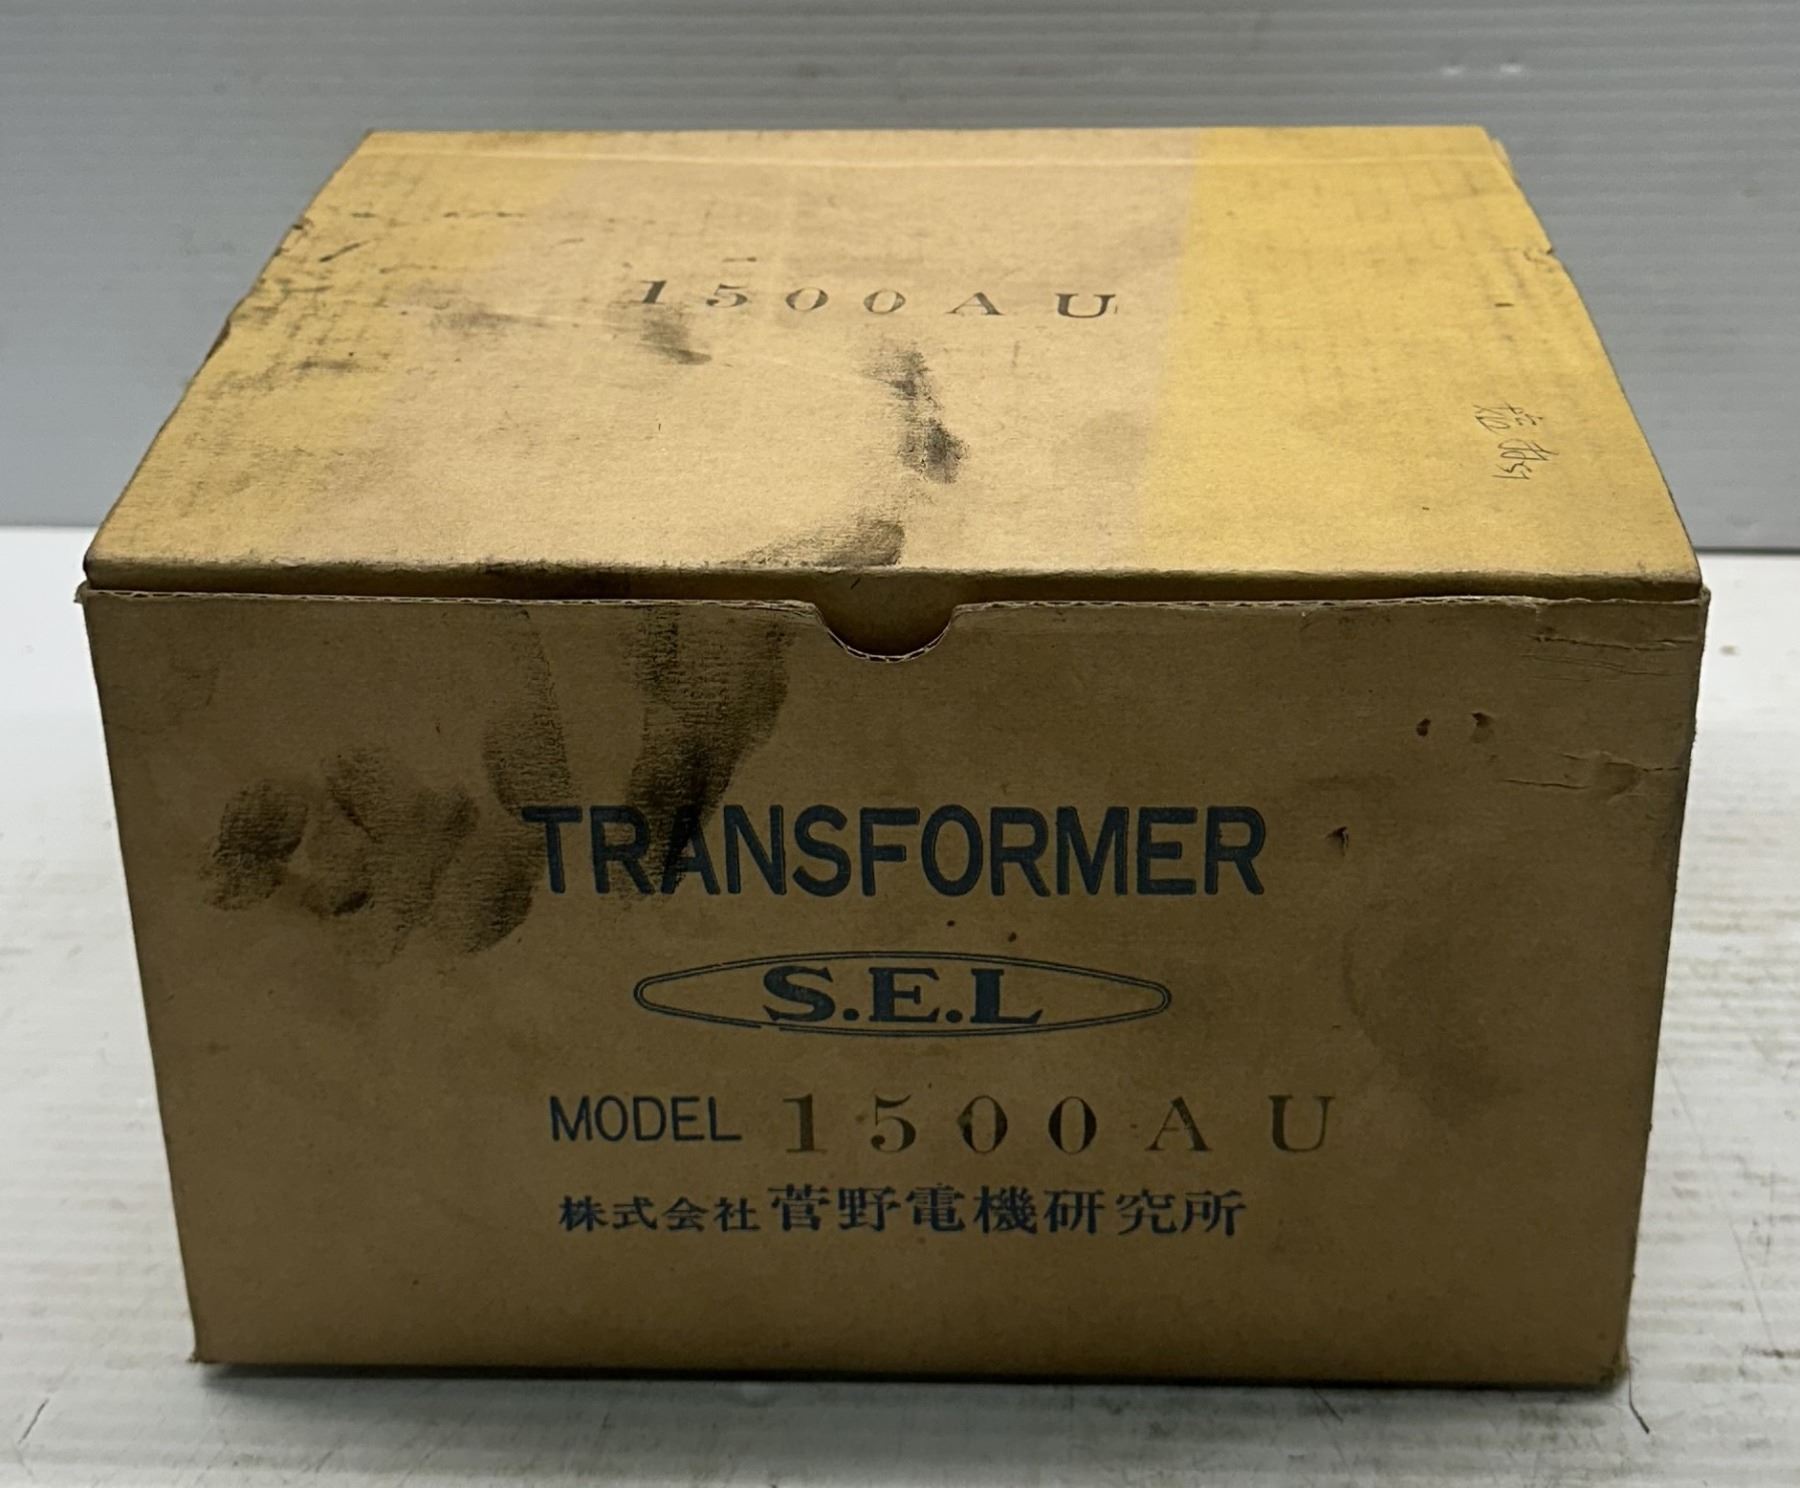 1500AU
TRANSFORMER
S.E.L
MODEL 1500AU
株式会社菅野電機研究所